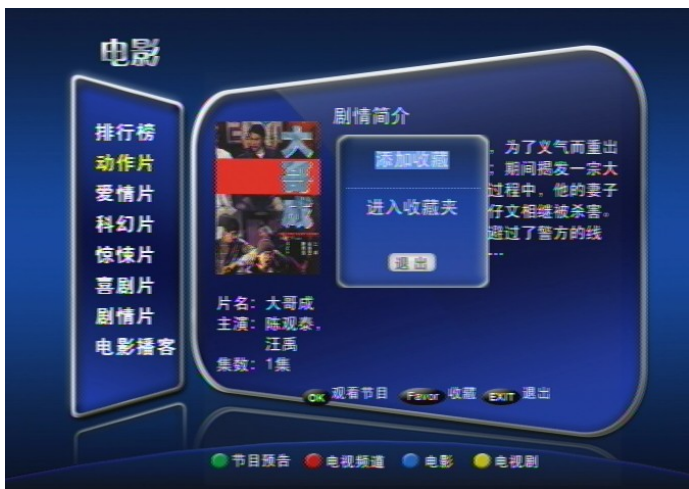 电影
排行榜
动作片
爱情片
科幻片
惊悚片
喜剧片
剧情片
电影播客
剧情简介
，为了义气而重出
；期间揭发一宗大
过程中，他的妻子
仔文相继被杀害。
避过了警方的线
...
添加收藏
进入收藏夹
退出
大哥成
片名：大哥成
主演：陈观泰，
汪禹
集数：1集
OK 观看节目 Favor 收藏 EXIT 退出
节目预告 电视频道 电影 电视剧